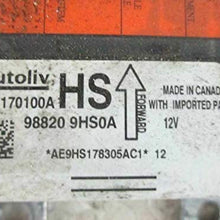 utoliv
170100A HS
FORWARD
MADE IN CANADA
WITH IMPORTED PA
98820 9HS0A 12V
*AE9HS178305AC1* 12